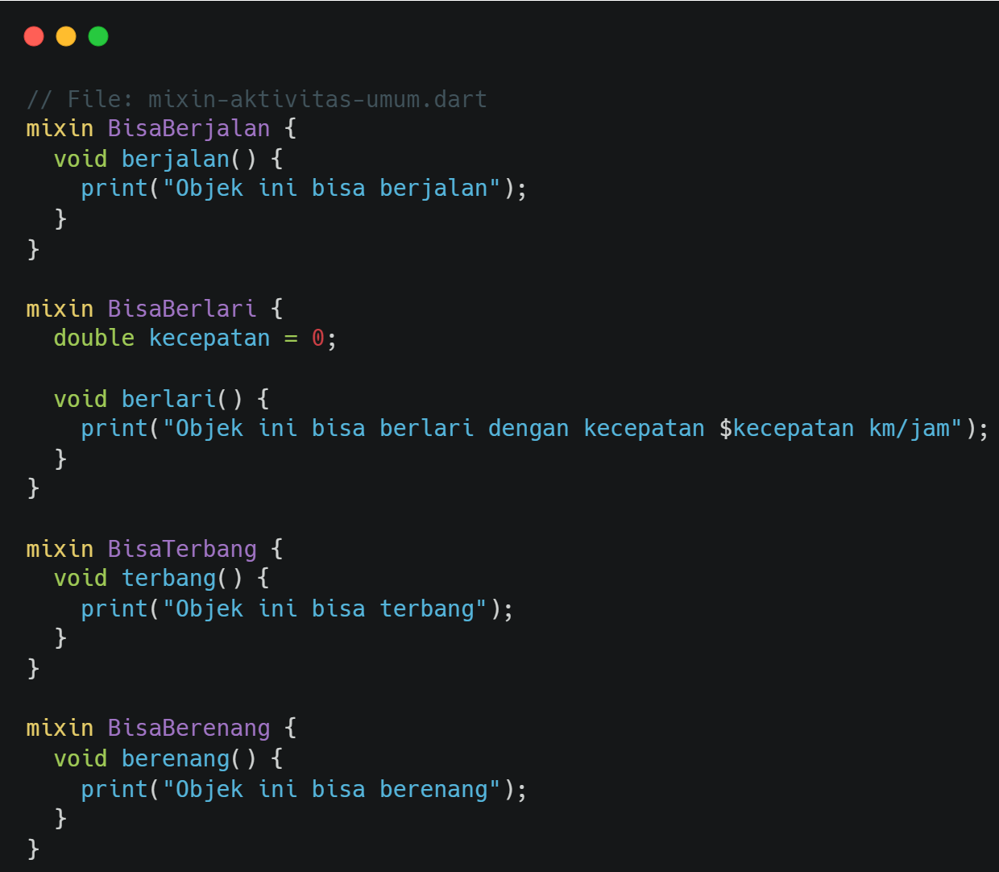 // File: mixin-aktivitas-umum.dart
mixin BisaBerjalan {
  void berjalan() {
    print("Objek ini bisa berjalan");
  }
}

mixin BisaBerlari {
  double kecepatan = 0;

  void berlari() {
    print("Objek ini bisa berlari dengan kecepatan $kecepatan km/jam");
  }
}

mixin BisaTerbang {
  void terbang() {
    print("Objek ini bisa terbang");
  }
}

mixin BisaBerenang {
  void berenang() {
    print("Objek ini bisa berenang");
  }
}